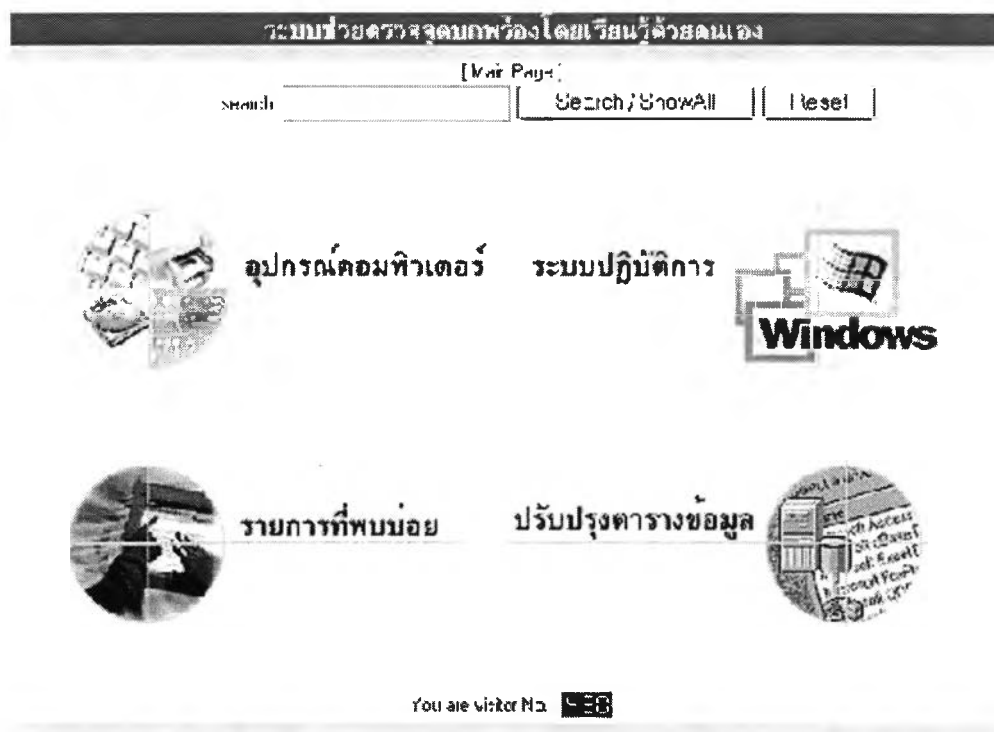 ระบบช่วยตรวจจุดบกพร่องโดยเรียนรู้ด้วยตนเอง
[Main Page]
search Search / ShowAll Reset
อุปกรณ์คอมพิวเตอร์ ระบบปฏิบัติการ
Windows
รายการที่พบบ่อย ปรับปรุงตารางข้อมูล
You are visitor No.